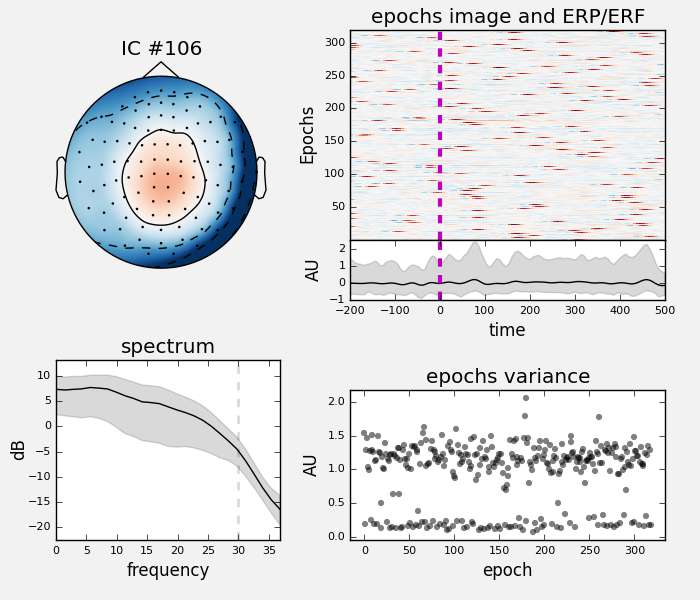 IC #106
epochs image and ERP/ERF
Epochs
300
250
200
150
100
50
AU
2
1
0
−1
−200 −100 0 100 200 300 400 500
time
spectrum
dB
10
5
0
−5
−10
−15
−20
0 5 10 15 20 25 30 35
frequency
epochs variance
AU
2.0
1.5
1.0
0.5
0.0
0 50 100 150 200 250 300
epoch